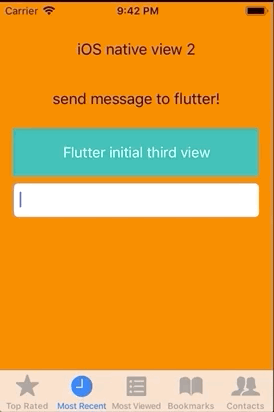 Carrier 9:42 PM
iOS native view 2
send message to flutter!
Flutter initial third view
Top Rated Most Recent Most Viewed Bookmarks Contacts